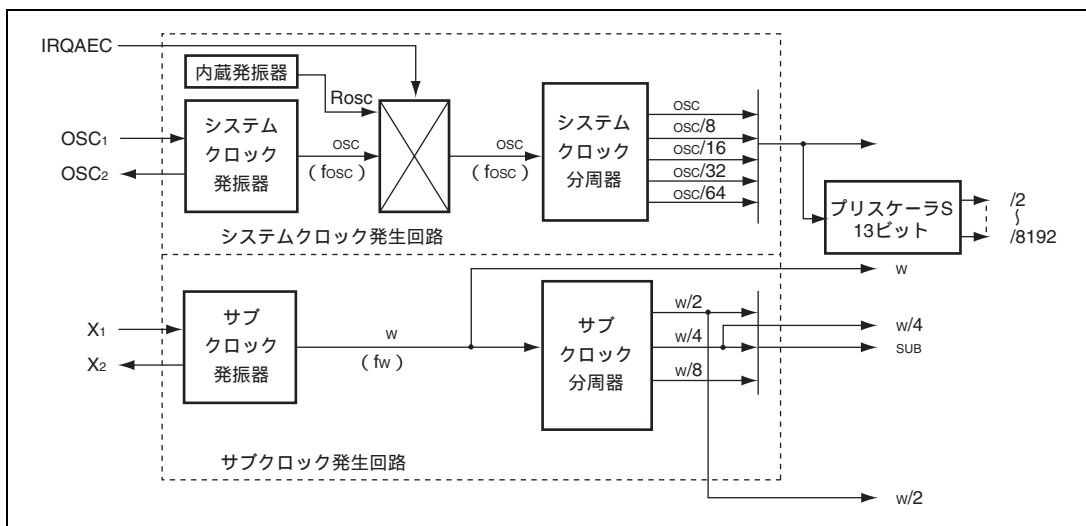 IRQAEC
内蔵発振器
Rosc
OSC1
OSC2
システム
クロック
発振器
OSC
（fosc）
OSC
（fosc）
システム
クロック
分周器
OSC
OSC/8
OSC/16
OSC/32
OSC/64
プリスケーラS
13ビット
/2
～
/8192
システムクロック発生回路
W
X1
X2
サブ
クロック
発振器
W
（fW）
サブ
クロック
分周器
W/2
W/4
W/8
W/4
SUB
サブクロック発生回路
W/2